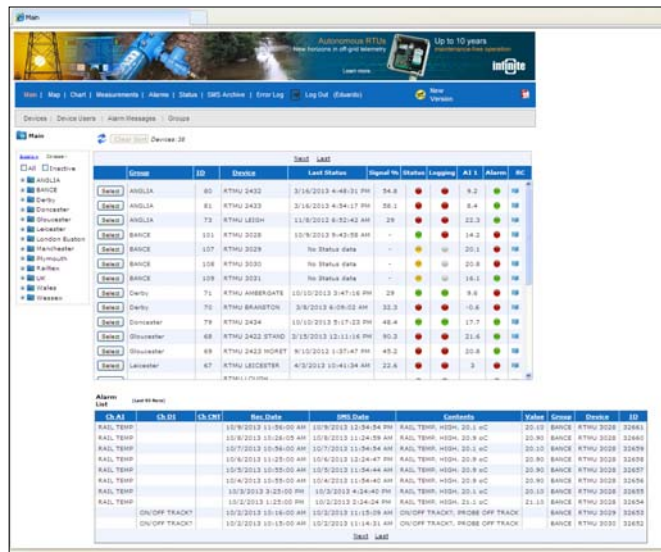 Main
Autonomous RTUs
New horizons in off-grid telemetry
Learn more
Up to 10 years
maintenance-free operation
infinite
Main | Map | Chart | Measurements | Alarms | Status | SMS Archive | Error Log | Log Out (Eduardo)
New Version
Devices | Device Users | Alarm Messages | Groups
Main
Clear Sort Devices: 38
All Inactive
ANGLIA
BANCE
Derby
Doncaster
Gloucester
Leicester
London Euston
Manchester
Plymouth
Railtex
UK
Wales
Wessex
Next Last
Group ID Device Last Status Signal % Status Logging AI 1 Alarm RC
Select ANGLIA 80 RTMU 2432 3/16/2013 4:48:31 PM 54.8 9.2
Select ANGLIA 81 RTMU 2433 3/16/2013 4:54:17 PM 58.1 8.4
Select ANGLIA 73 RTMU LEIGH 11/8/2012 6:52:42 AM 29 22.3
Select BANCE 101 RTMU 3028 10/9/2013 9:43:58 AM - 14.2
Select BANCE 107 RTMU 3029 No Status data - 20.1
Select BANCE 108 RTMU 3030 No Status data - 20.8
Select BANCE 109 RTMU 3031 No Status data - 16.1
Select Derby 71 RTMU AMBERGATE 10/10/2013 3:47:16 PM 29 9.6
Select Derby 70 RTMU BRANSTON 3/8/2013 6:09:02 AM 32.3 -0.6
Select Doncaster 79 RTMU 2434 10/10/2013 5:17:23 PM 48.4 17.7
Select Gloucester 68 RTMU 2422 STAND 2/15/2013 12:11:16 PM 90.3 21.6
Select Gloucester 69 RTMU 2423 MORET 9/10/2012 1:37:47 PM 45.2 20.8
Select Leicester 67 RTMU LEICESTER 4/3/2013 10:41:34 AM 22.6 3
RTMU LOUGH
Alarm List
Ch AI Ch DI Ch CNT Rec Date SMS Date Contents Value Group Device ID
RAIL TEMP 10/9/2013 11:56:00 AM 10/9/2013 12:54:54 PM RAIL TEMP, HIGH, 20.1 oC 20.10 BANCE RTMU 3028 32661
RAIL TEMP 10/8/2013 10:26:05 AM 10/8/2013 11:24:59 AM RAIL TEMP, HIGH, 20.9 oC 20.90 BANCE RTMU 3028 32660
RAIL TEMP 10/7/2013 10:56:00 AM 10/7/2013 11:54:54 AM RAIL TEMP, HIGH, 20.1 oC 20.10 BANCE RTMU 3028 32659
RAIL TEMP 10/6/2013 11:25:00 AM 10/6/2013 12:26:47 PM RAIL TEMP, HIGH, 20.9 oC 20.90 BANCE RTMU 3028 32658
RAIL TEMP 10/5/2013 10:55:00 AM 10/5/2013 11:54:44 AM RAIL TEMP, HIGH, 20.9 oC 20.90 BANCE RTMU 3028 32657
RAIL TEMP 10/4/2013 10:55:00 AM 10/4/2013 11:54:40 AM RAIL TEMP, HIGH, 20.9 oC 20.90 BANCE RTMU 3028 32656
RAIL TEMP 10/3/2013 3:25:00 PM 10/3/2013 4:24:40 PM RAIL TEMP, HIGH, 20.1 oC 20.10 BANCE RTMU 3028 32655
RAIL TEMP 10/2/2013 1:25:00 PM 10/2/2013 2:24:24 PM RAIL TEMP, HIGH, 21.1 oC 21.10 BANCE RTMU 3028 32654
ON/OFF TRACK? 10/2/2013 10:16:00 AM 10/2/2013 11:15:09 AM ON/OFF TRACK?, PROBE OFF TRACK BANCE RTMU 3029 32653
ON/OFF TRACK? 10/2/2013 10:15:00 AM 10/2/2013 11:14:31 AM ON/OFF TRACK?, PROBE OFF TRACK BANCE RTMU 3030 32652
Next Last